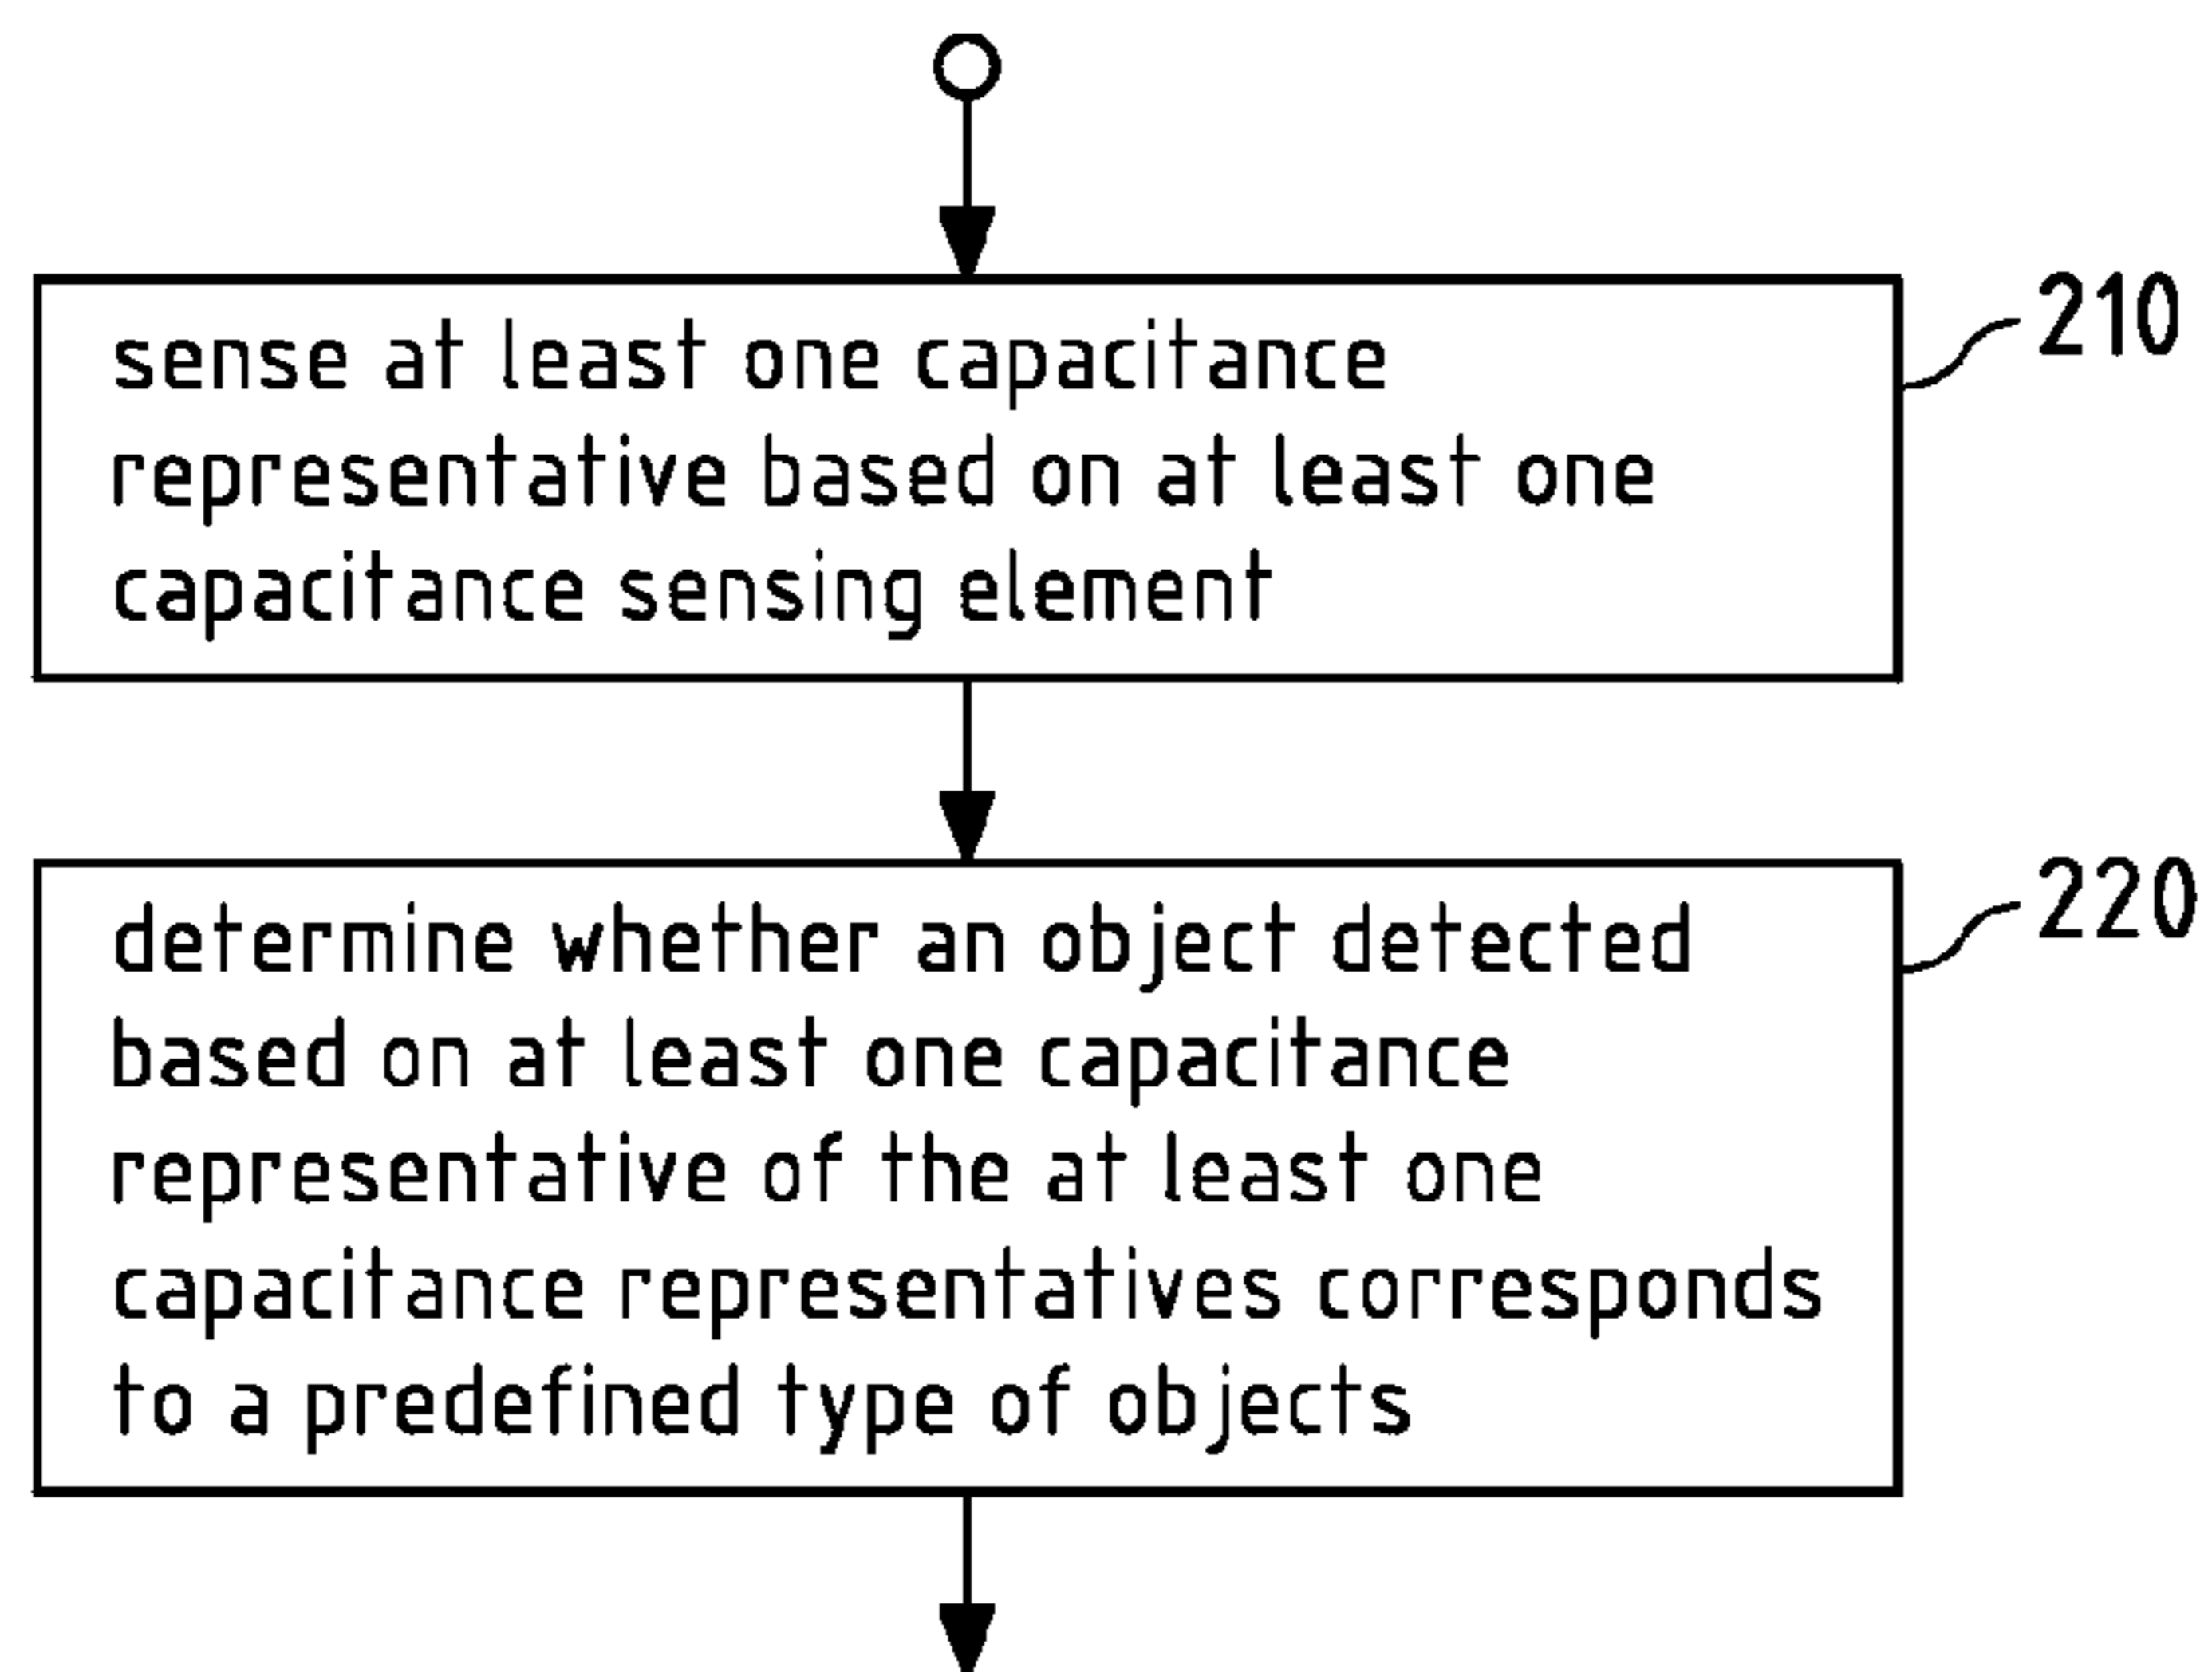 sense at least one capacitance
representative based on at least one
capacitance sensing element
210
determine whether an object detected
based on at least one capacitance
representative of the at least one
capacitance representatives corresponds
to a predefined type of objects
220